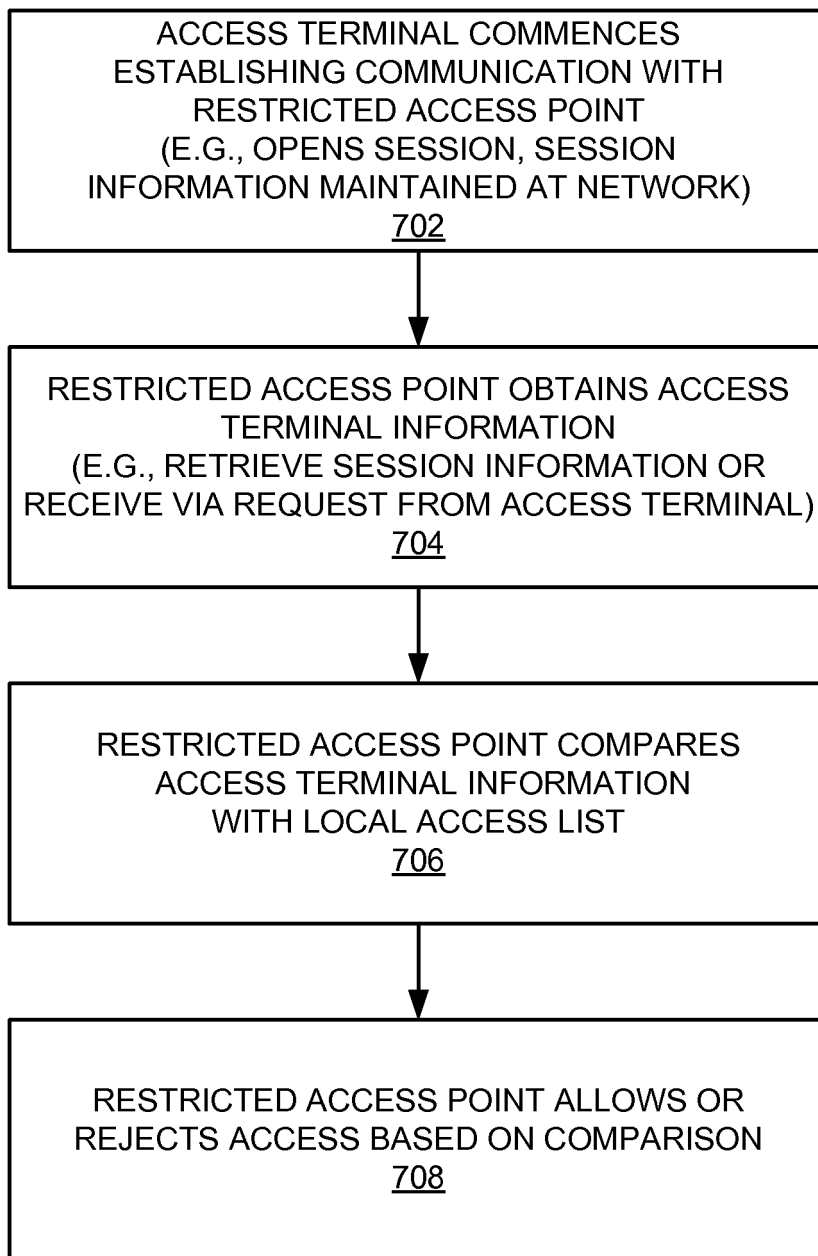 ACCESS TERMINAL COMMENCES
ESTABLISHING COMMUNICATION WITH
RESTRICTED ACCESS POINT
(E.G., OPENS SESSION, SESSION
INFORMATION MAINTAINED AT NETWORK)
702
RESTRICTED ACCESS POINT OBTAINS ACCESS
TERMINAL INFORMATION
(E.G., RETRIEVE SESSION INFORMATION OR
RECEIVE VIA REQUEST FROM ACCESS TERMINAL)
704
RESTRICTED ACCESS POINT COMPARES
ACCESS TERMINAL INFORMATION
WITH LOCAL ACCESS LIST
706
RESTRICTED ACCESS POINT ALLOWS OR
REJECTS ACCESS BASED ON COMPARISON
708